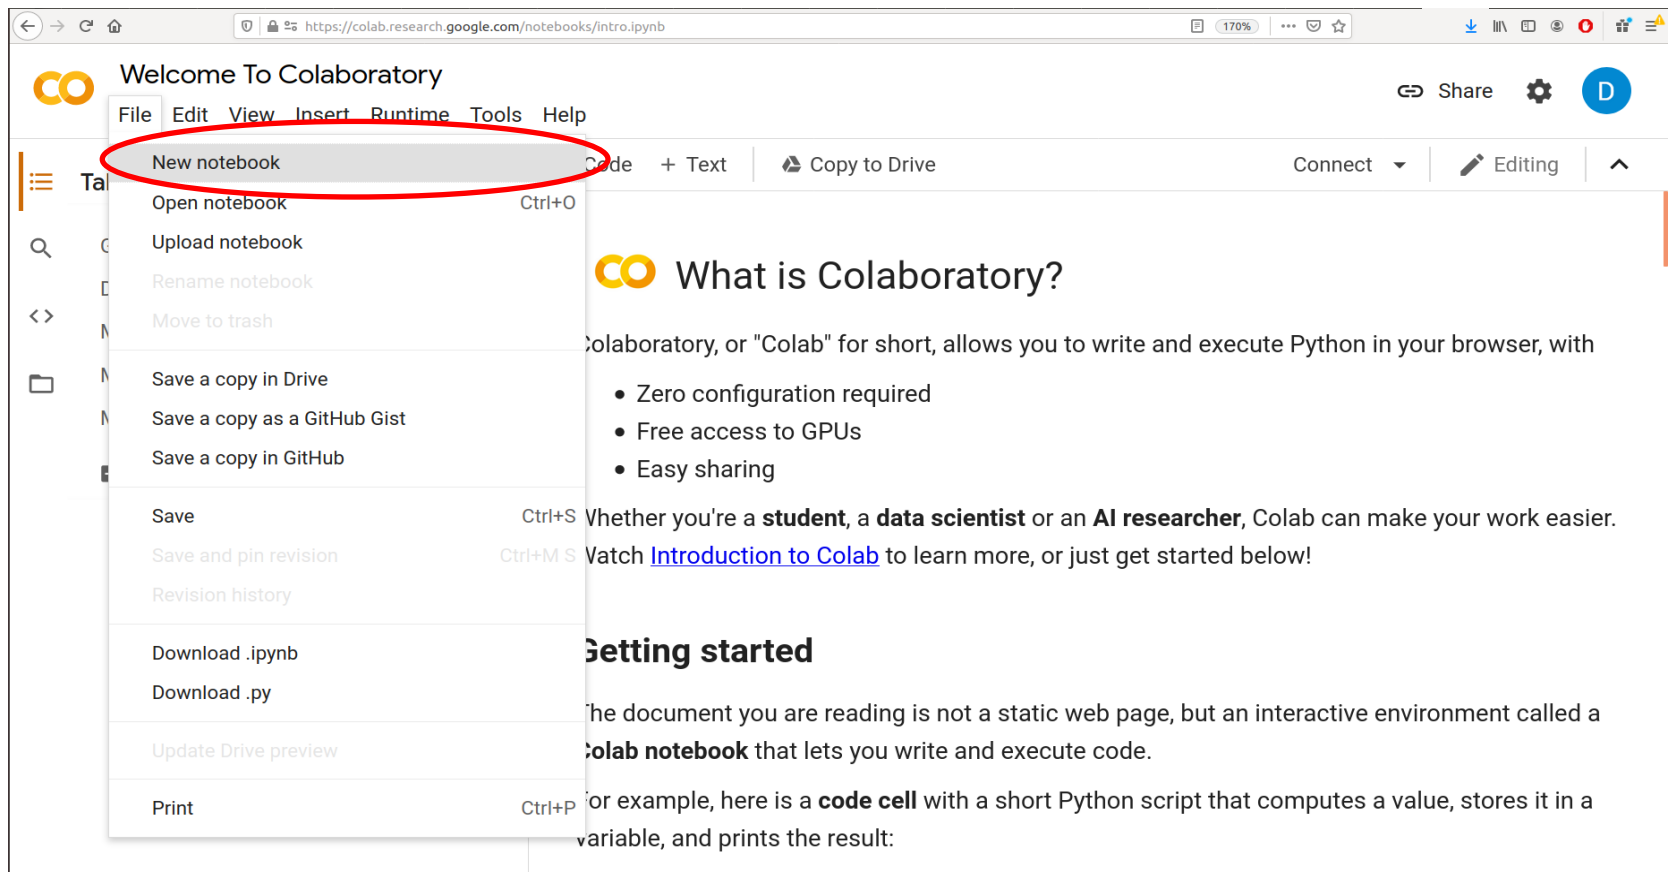 https://colab.research.google.com/notebooks/intro.ipynb
170%
Welcome To Colaboratory
File Edit View Insert Runtime Tools Help
Share
D
New notebook
Open notebook Ctrl+O
Upload notebook
Rename notebook
Move to trash
Save a copy in Drive
Save a copy as a GitHub Gist
Save a copy in GitHub
Save Ctrl+S
Save and pin revision Ctrl+M S
Revision history
Download .ipynb
Download .py
Update Drive preview
Print Ctrl+P
Code + Text Copy to Drive
Connect Editing
What is Colaboratory?
Colaboratory, or "Colab" for short, allows you to write and execute Python in your browser, with
• Zero configuration required
• Free access to GPUs
• Easy sharing
Whether you're a student, a data scientist or an AI researcher, Colab can make your work easier.
Watch Introduction to Colab to learn more, or just get started below!
Getting started
The document you are reading is not a static web page, but an interactive environment called a
Colab notebook that lets you write and execute code.
For example, here is a code cell with a short Python script that computes a value, stores it in a
variable, and prints the result: